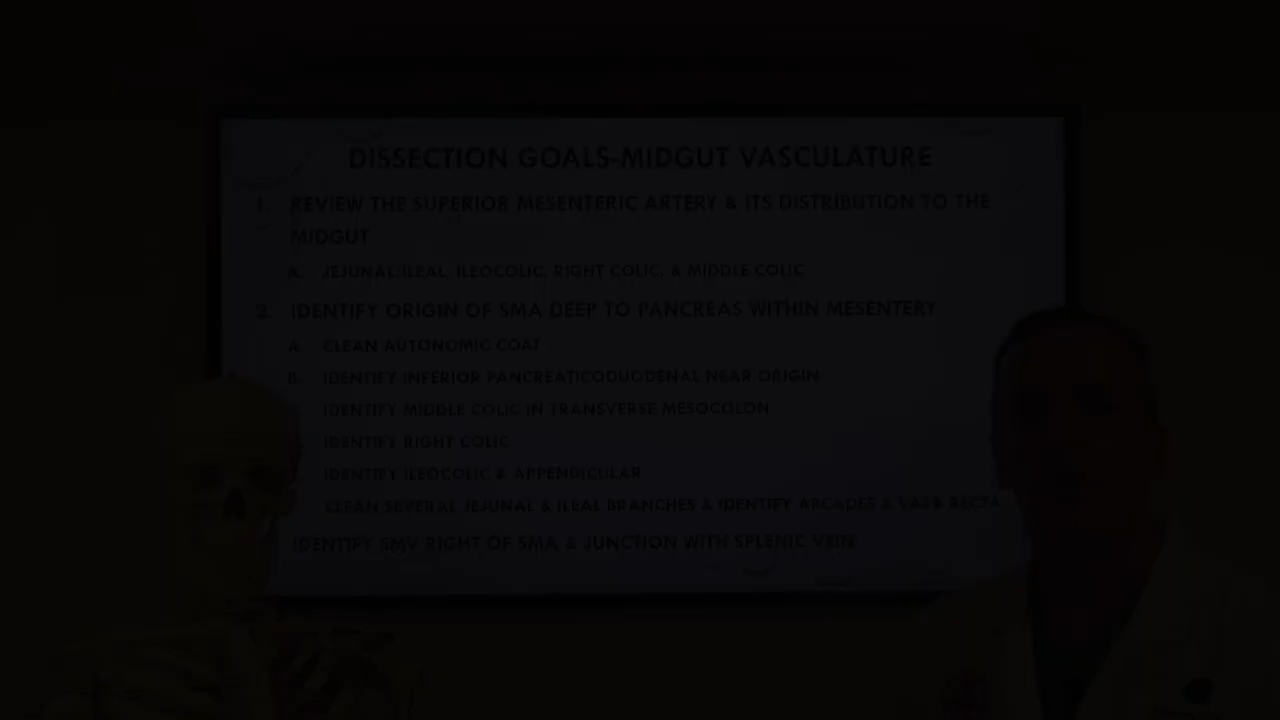 DISSECTION GOALS-MIDGUT VASCULATURE
1. REVIEW THE SUPERIOR MESENTERIC ARTERY & ITS DISTRIBUTION TO THE
MIDGUT
A. JEJUNAL/ILEAL, ILEOCOLIC, RIGHT COLIC, & MIDDLE COLIC
2. IDENTIFY ORIGIN OF SMA DEEP TO PANCREAS WITHIN MESENTERY
A. CLEAN AUTONOMIC COAT
B. IDENTIFY INFERIOR PANCREATICODUODENAL NEAR ORIGIN
IDENTIFY MIDDLE COLIC IN TRANSVERSE MESOCOLON
IDENTIFY RIGHT COLIC
IDENTIFY ILEOCOLIC & APPENDICULAR
CLEAN SEVERAL JEJUNAL & ILEAL BRANCHES & IDENTIFY ARCADES & VASA RECTA
IDENTIFY SMV RIGHT OF SMA & JUNCTION WITH SPLENIC VEIN